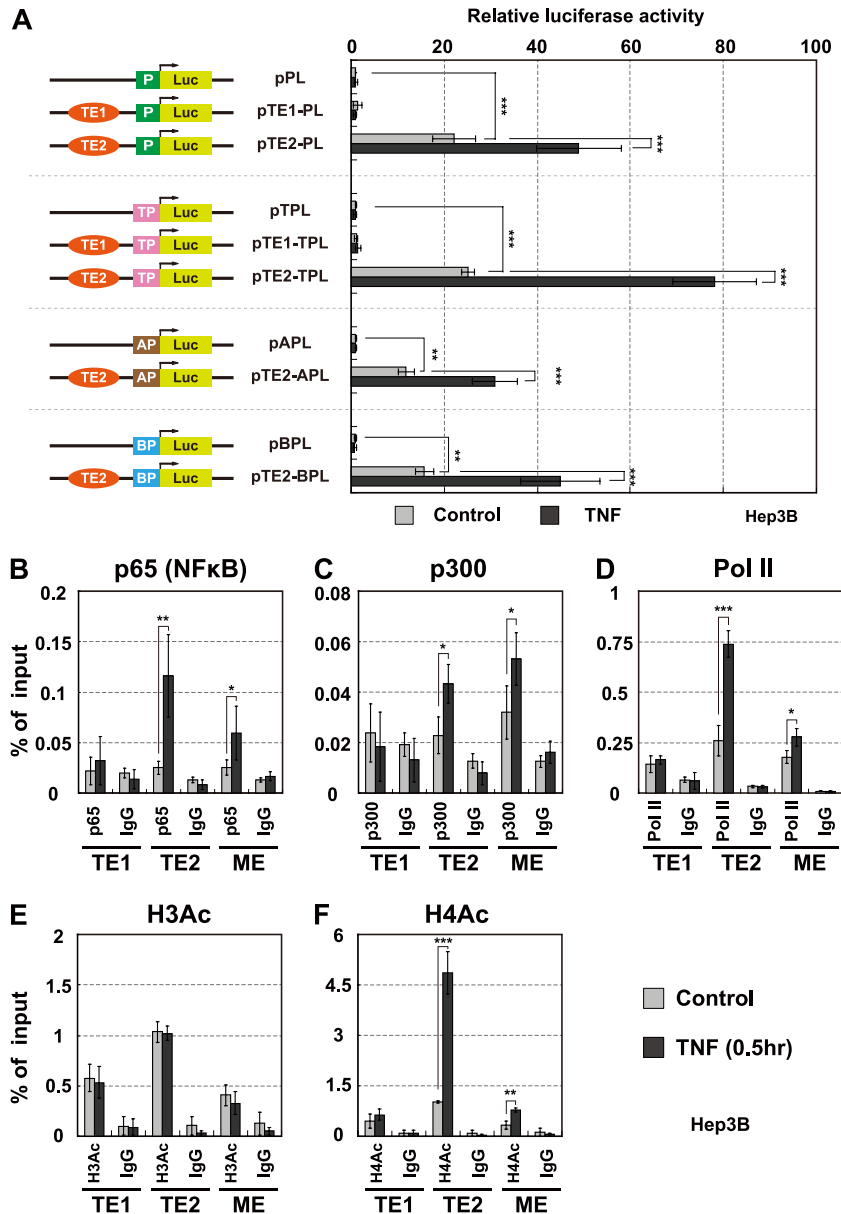 A
Relative luciferase activity
0 20 40 60 80 100
P Luc pPL
TE1 P Luc pTE1-PL
TE2 P Luc pTE2-PL
***
***
TP Luc pTPL
TE1 TP Luc pTE1-TPL
TE2 TP Luc pTE2-TPL
***
***
AP Luc pAPL
TE2 AP Luc pTE2-APL
**
***
BP Luc pBPL
TE2 BP Luc pTE2-BPL
**
***
Control TNF Hep3B
B
p65 (NFκB)
% of input
0.2
0.15
0.1
0.05
0
**
*
p65 IgG p65 IgG p65 IgG
TE1 TE2 ME
C
p300
0.08
0.06
0.04
0.02
0
*
*
p300 IgG p300 IgG p300 IgG
TE1 TE2 ME
D
Pol II
1
0.75
0.5
0.25
0
***
*
Pol II IgG Pol II IgG Pol II IgG
TE1 TE2 ME
E
H3Ac
% of input
2
1.5
1
0.5
0
H3Ac IgG H3Ac IgG H3Ac IgG
TE1 TE2 ME
F
H4Ac
6
4.5
3
1.5
0
***
**
H4Ac IgG H4Ac IgG H4Ac IgG
TE1 TE2 ME
Control
TNF (0.5hr)
Hep3B